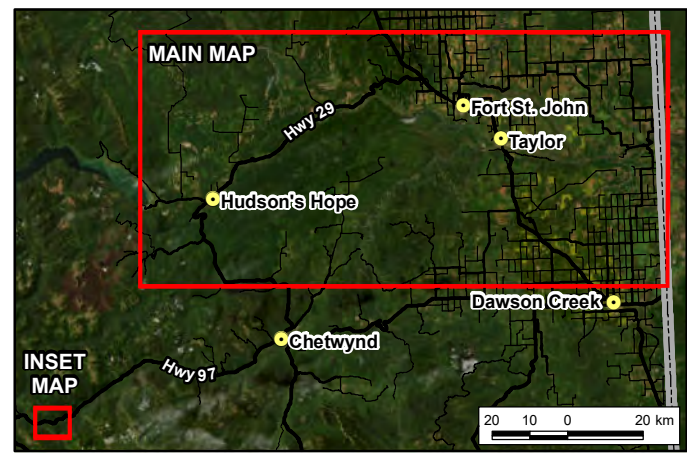 MAIN MAP
Hwy 29
Fort St. John
Taylor
Hudson's Hope
Dawson Creek
Chetwynd
INSET
MAP
Hwy 97
20 10 0 20 km